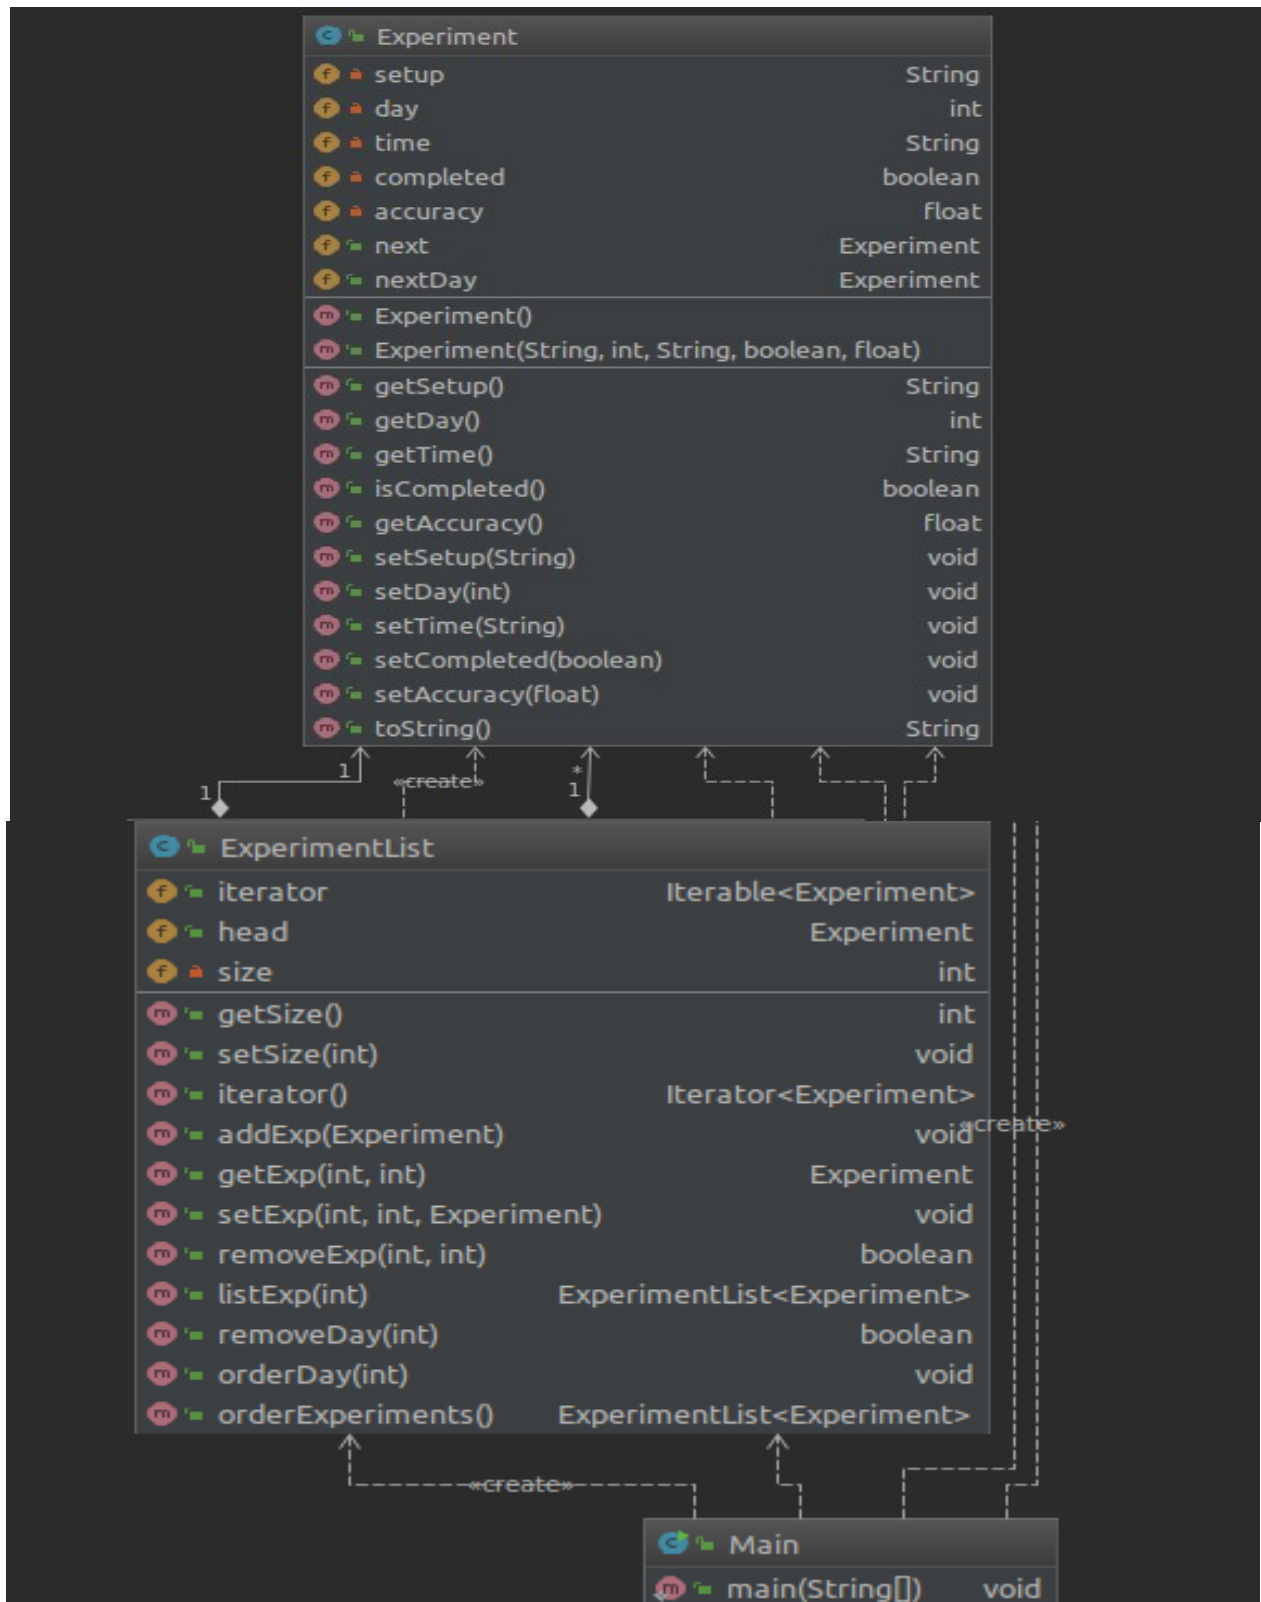 Experiment
setup String
day int
time String
completed boolean
accuracy float
next Experiment
nextDay Experiment
Experiment()
Experiment(String, int, String, boolean, float)
getSetup() String
getDay() int
getTime() String
isCompleted() boolean
getAccuracy() float
setSetup(String) void
setDay(int) void
setTime(String) void
setCompleted(boolean) void
setAccuracy(float) void
toString() String
1 «create» *
1 1
ExperimentList
iterator Iterable<Experiment>
head Experiment
size int
getSize() int
setSize(int) void
iterator() Iterator<Experiment>
addExp(Experiment) void «create»
getExp(int, int) Experiment
setExp(int, int, Experiment) void
removeExp(int, int) boolean
listExp(int) ExperimentList<Experiment>
removeDay(int) boolean
orderDay(int) void
orderExperiments() ExperimentList<Experiment>
«create»
Main
main(String[]) void